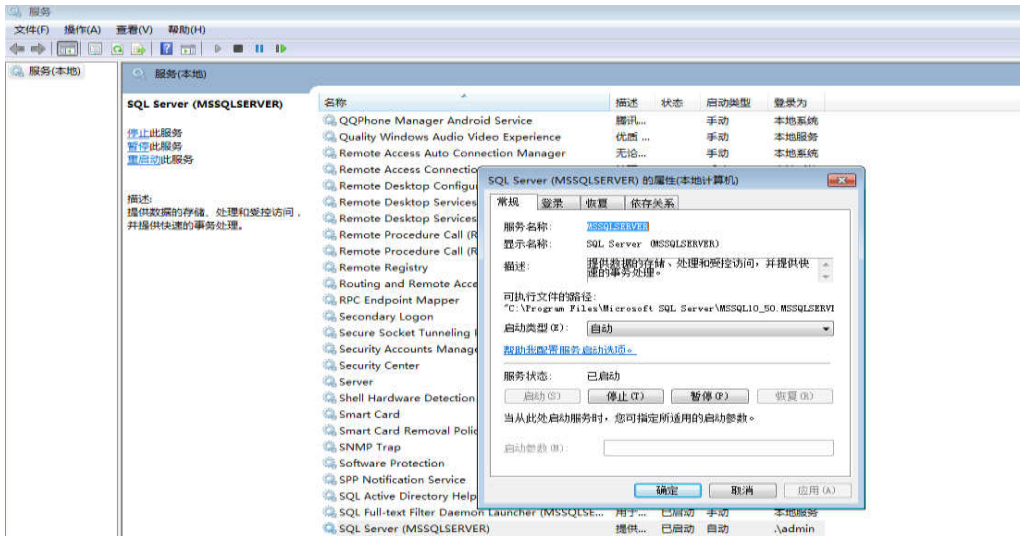 服务
文件(F) 操作(A) 查看(V) 帮助(H)
服务(本地)
服务(本地)
SQL Server (MSSQLSERVER)
停止此服务
暂停此服务
重启动此服务
描述:
提供数据的存储、处理和受控访问，
并提供快速的事务处理。
名称 描述 状态 启动类型 登录为
QQPhone Manager Android Service 腾讯... 手动 本地系统
Quality Windows Audio Video Experience 优质 ... 手动 本地服务
Remote Access Auto Connection Manager 无论... 手动 本地系统
Remote Access Connectio
Remote Desktop Configu
Remote Desktop Services
Remote Desktop Services
Remote Procedure Call (R
Remote Procedure Call (R
Remote Registry
Routing and Remote Acce
RPC Endpoint Mapper
Secondary Logon
Secure Socket Tunneling
Security Accounts Manage
Security Center
Server
Shell Hardware Detection
Smart Card
Smart Card Removal Polic
SNMP Trap
Software Protection
SPP Notification Service
SQL Active Directory Help
SQL Full-text Filter Daemon Launcher (MSSQLSE... 用于... 已启动 手动 本地服务
SQL Server (MSSQLSERVER) 提供... 已启动 自动 .\admin
SQL Server (MSSQLSERVER) 的属性(本地计算机)
常规 登录 恢复 依存关系
服务名称: MSSQLSERVER
显示名称: SQL Server (MSSQLSERVER)
描述: 提供数据的存储、处理和受控访问，并提供快
速的事务处理。
可执行文件的路径:
"C:\Program Files\Microsoft SQL Server\MSSQL10_50.MSSQLSERVI
启动类型(E): 自动
帮助我配置服务启动选项。
服务状态: 已启动
启动(S) 停止(T) 暂停(P) 恢复(R)
当从此处启动服务时，您可指定所适用的启动参数。
启动参数(M):
确定 取消 应用(A)